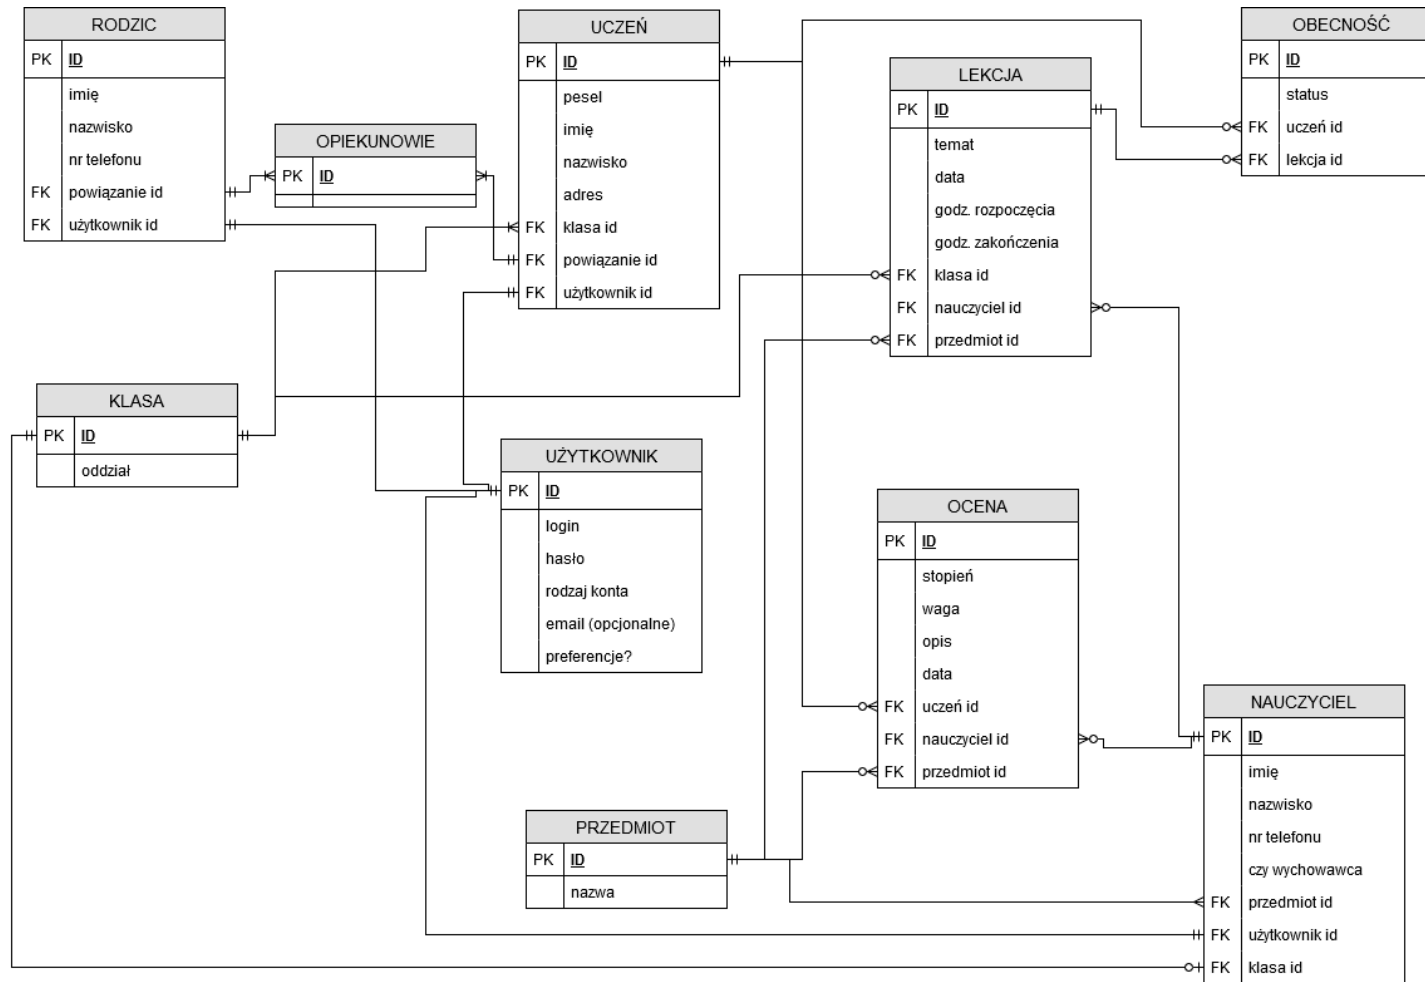 RODZIC
PK ID
imię
nazwisko
nr telefonu
FK powiązanie id
FK użytkownik id
OPIEKUNOWIE
PK ID
UCZEŃ
PK ID
pesel
imię
nazwisko
adres
FK klasa id
FK powiązanie id
FK użytkownik id
LEKCJA
PK ID
temat
data
godz. rozpoczęcia
godz. zakończenia
FK klasa id
FK nauczyciel id
FK przedmiot id
OBECNOŚĆ
PK ID
status
FK uczeń id
FK lekcja id
KLASA
PK ID
oddział
UŻYTKOWNIK
PK ID
login
hasło
rodzaj konta
email (opcjonalne)
preferencje?
OCENA
PK ID
stopień
waga
opis
data
FK uczeń id
FK nauczyciel id
FK przedmiot id
PRZEDMIOT
PK ID
nazwa
NAUCZYCIEL
PK ID
imię
nazwisko
nr telefonu
czy wychowawca
FK przedmiot id
FK użytkownik id
FK klasa id